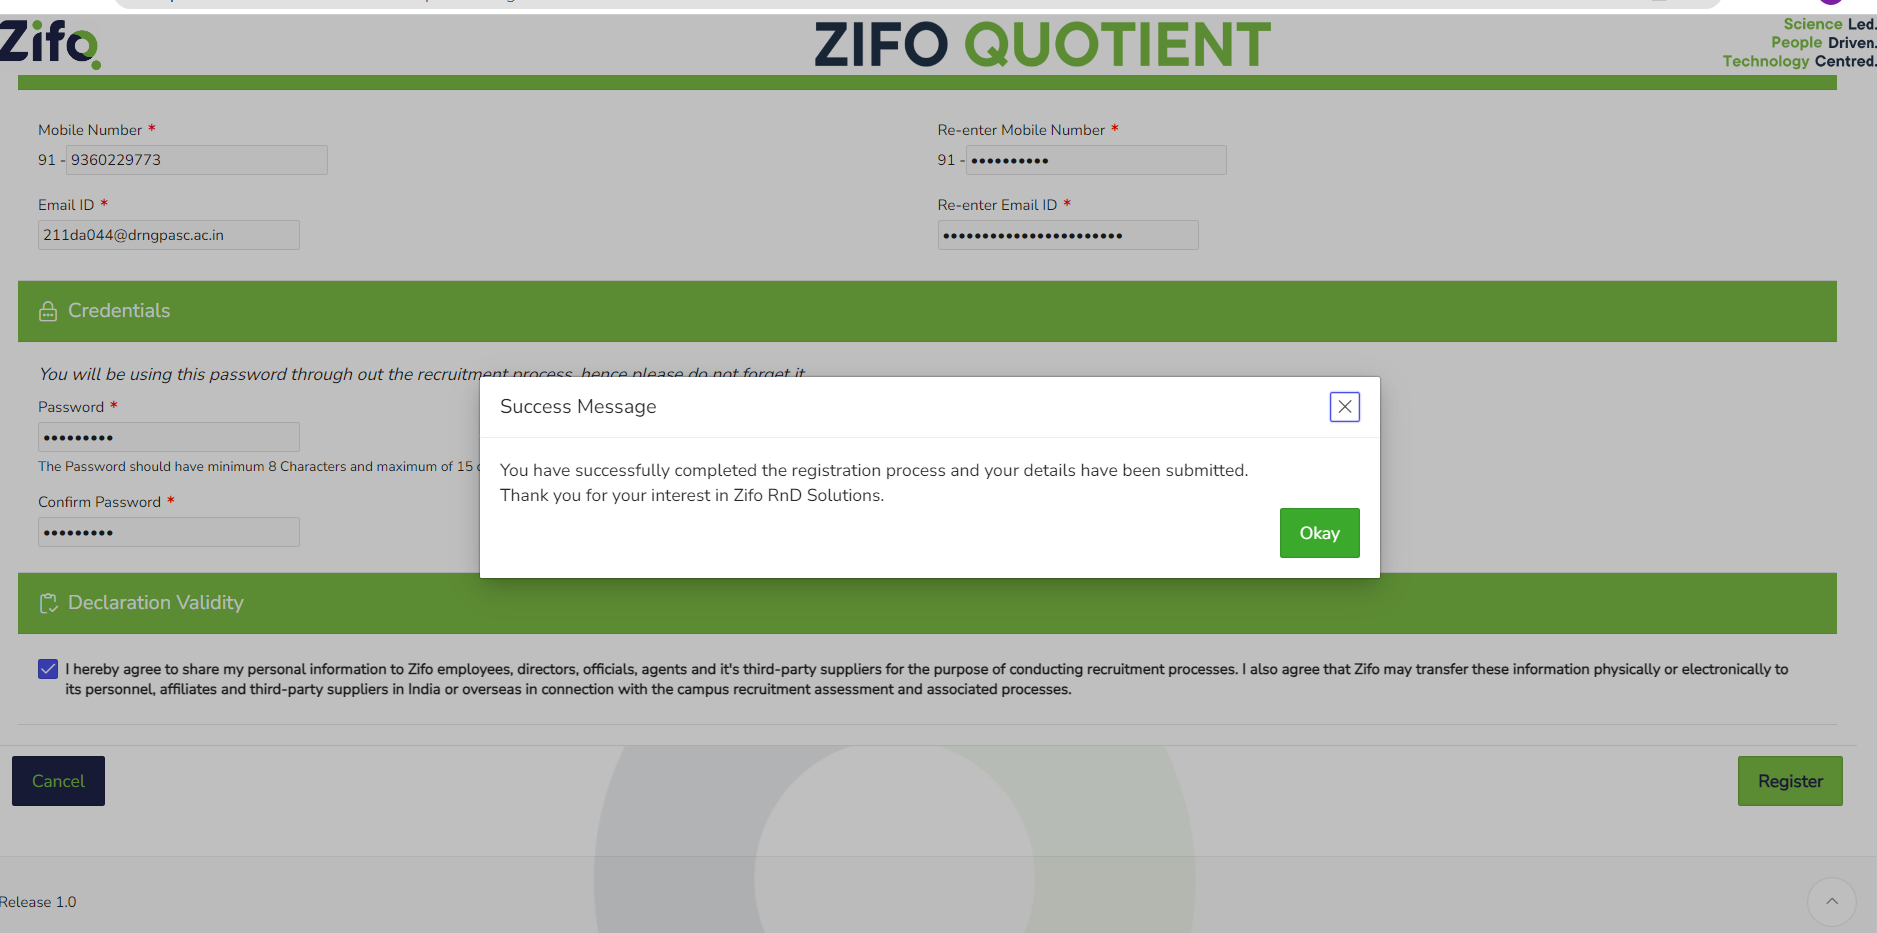 Zifo
ZIFO QUOTIENT
Science Led.
People Driven.
Technology Centred.
Mobile Number *
91 - 9360229773
Re-enter Mobile Number *
91 - ••••••••••
Email ID *
211da044@drngpasc.ac.in
Re-enter Email ID *
•••••••••••••••••••••••
Credentials
You will be using this password through out the recruitment process, hence please do not forget it
Password *
•••••••••
The Password should have minimum 8 Characters and maximum of 15
Confirm Password *
•••••••••
Success Message
You have successfully completed the registration process and your details have been submitted.
Thank you for your interest in Zifo RnD Solutions.
Okay
Declaration Validity
I hereby agree to share my personal information to Zifo employees, directors, officials, agents and it's third-party suppliers for the purpose of conducting recruitment processes. I also agree that Zifo may transfer these information physically or electronically to
its personnel, affiliates and third-party suppliers in India or overseas in connection with the campus recruitment assessment and associated processes.
Cancel
Register
Release 1.0